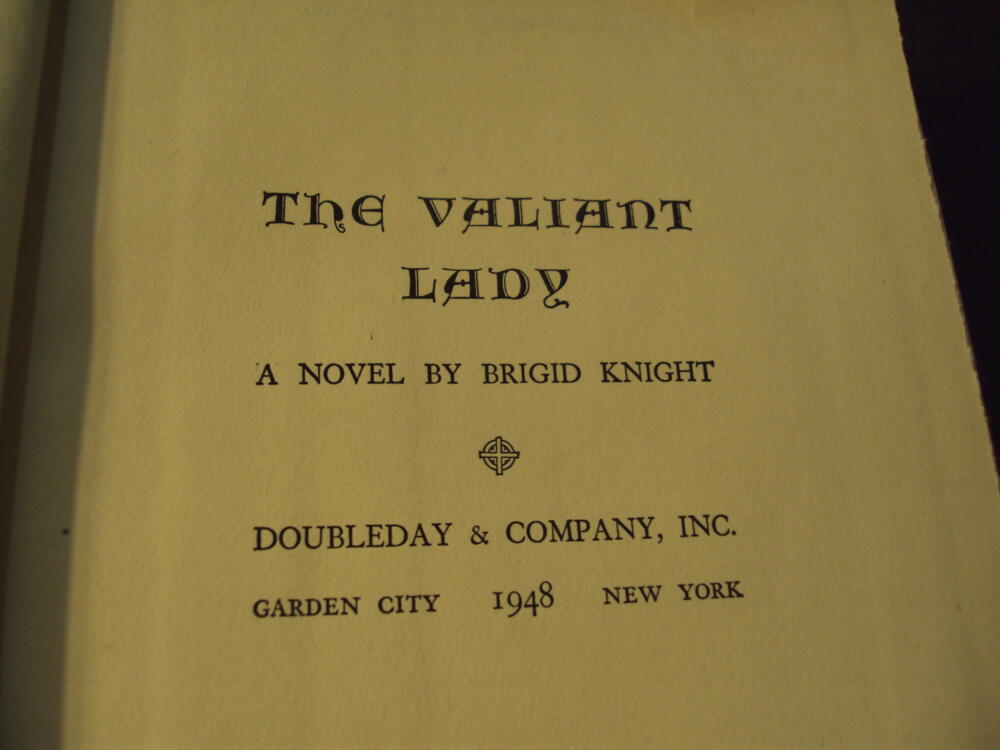 The Valiant
Lady
A NOVEL BY BRIGID KNIGHT
DOUBLEDAY & COMPANY, INC.
GARDEN CITY 1948 NEW YORK